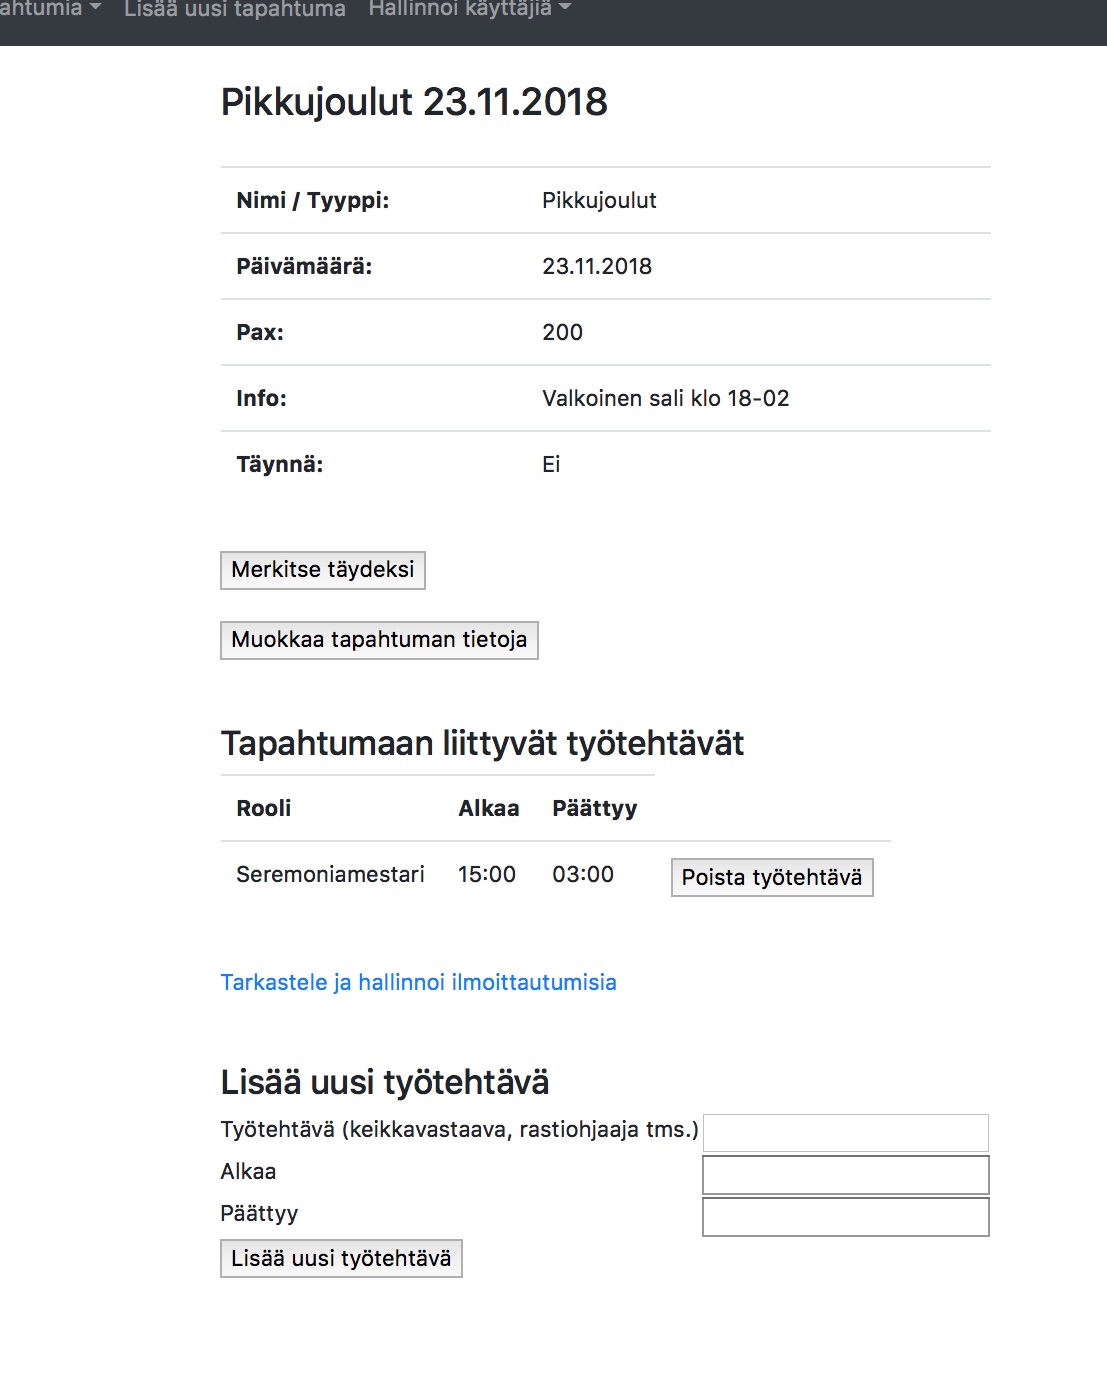 ahtumia Lisää uusi tapahtuma Hallinnoi käyttäjiä
Pikkujoulut 23.11.2018
Nimi / Tyyppi: Pikkujoulut
Päivämäärä: 23.11.2018
Pax: 200
Info: Valkoinen sali klo 18-02
Täynnä: Ei
Merkitse täydeksi
Muokkaa tapahtuman tietoja
Tapahtumaan liittyvät työtehtävät
Rooli Alkaa Päättyy
Seremoniamestari 15:00 03:00 Poista työtehtävä
Tarkastele ja hallinnoi ilmoittautumisia
Lisää uusi työtehtävä
Työtehtävä (keikkavastaava, rastiohjaaja tms.)
Alkaa
Päättyy
Lisää uusi työtehtävä